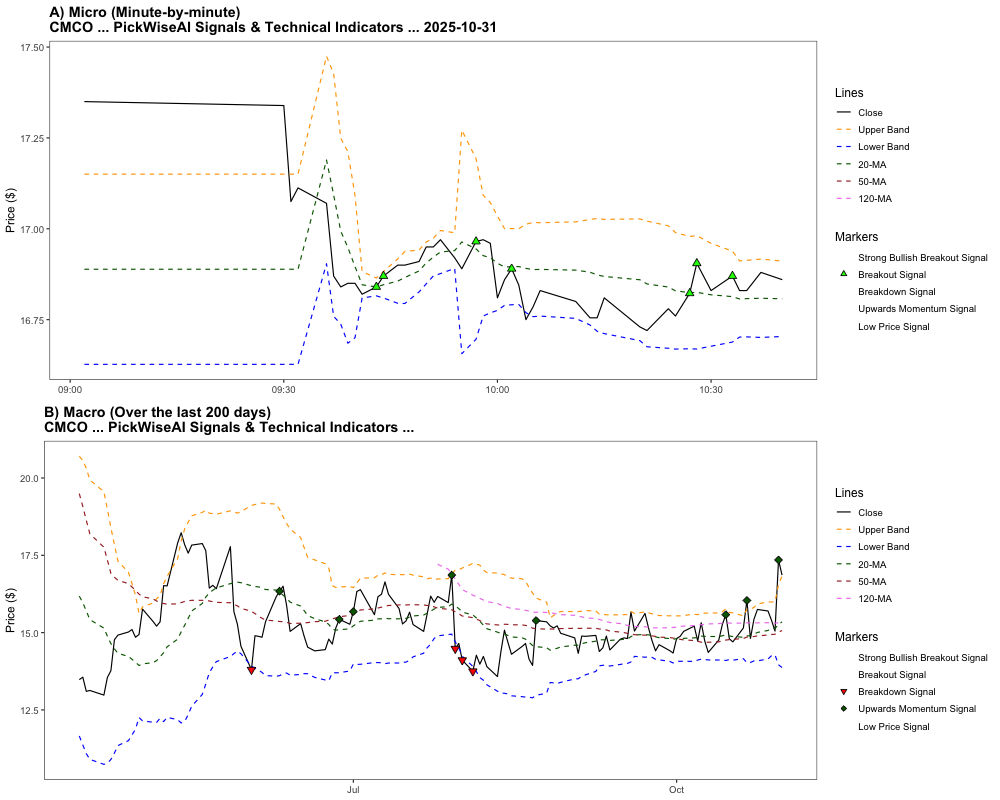 A) Micro (Minute-by-minute)
CMCO ... PickWiseAI Signals & Technical Indicators ... 2025-10-31
Price ($)
17.50
17.25
17.00
16.75
09:00
09:30
10:00
10:30
Lines
Close
Upper Band
Lower Band
20-MA
50-MA
120-MA
Markers
Strong Bullish Breakout Signal
Breakout Signal
Breakdown Signal
Upwards Momentum Signal
Low Price Signal
B) Macro (Over the last 200 days)
CMCO ... PickWiseAI Signals & Technical Indicators ...
Price ($)
20.0
17.5
15.0
12.5
Jul
Oct
Lines
Close
Upper Band
Lower Band
20-MA
50-MA
120-MA
Markers
Strong Bullish Breakout Signal
Breakout Signal
Breakdown Signal
Upwards Momentum Signal
Low Price Signal